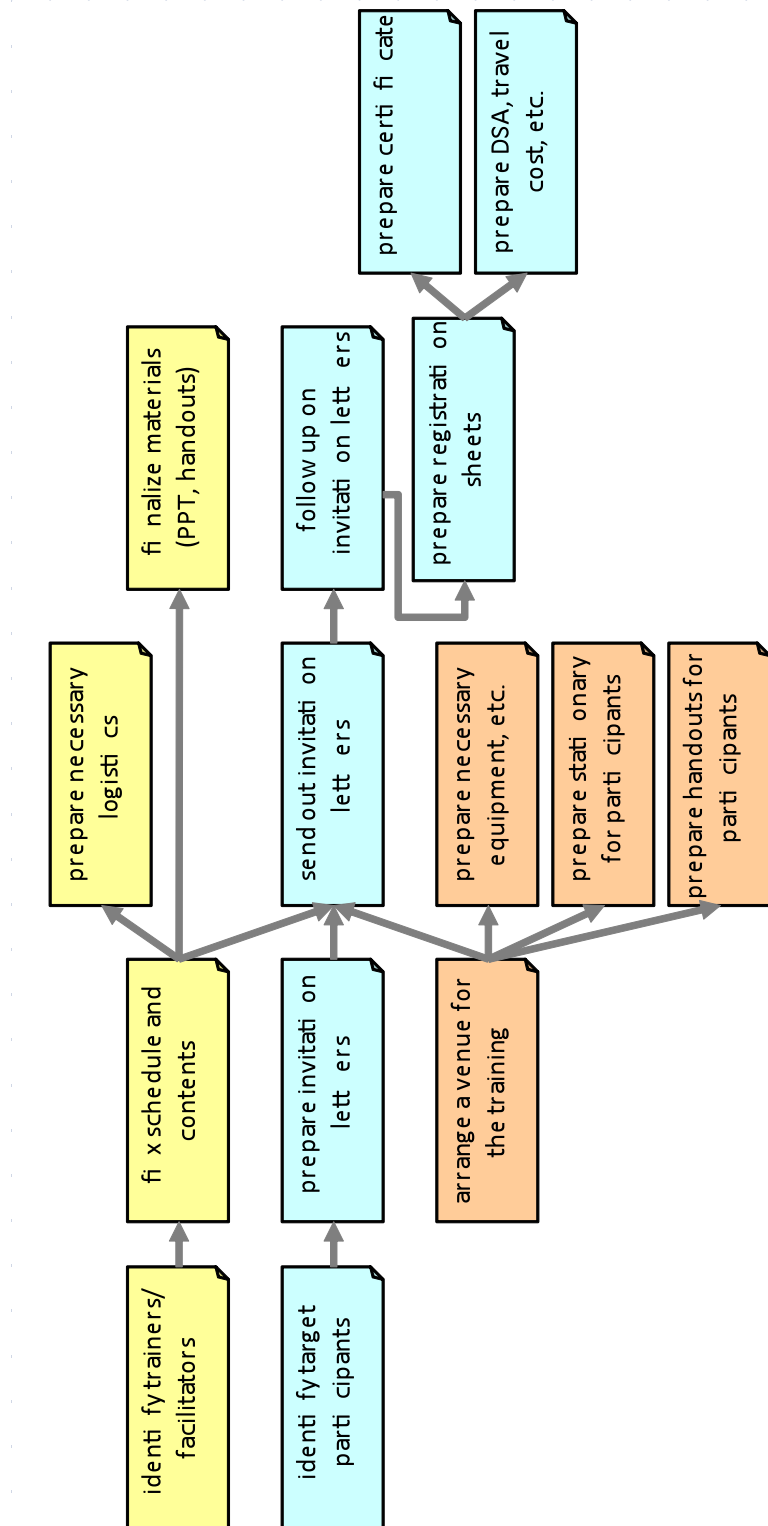 prepare necessary
logisti cs
identi fy trainers/
facilitators
fi x schedule and
contents
fi nalize materials
(PPT, handouts)
identi fy target
parti cipants
prepare invitati on
lett ers
send out invitati on
lett ers
follow up on
invitati on lett ers
prepare certi fi cate
prepare registrati on
sheets
arrange a venue for
the training
prepare necessary
equipment, etc.
prepare DSA, travel
cost, etc.
prepare stati onary
for parti cipants
prepare handouts for
parti cipants